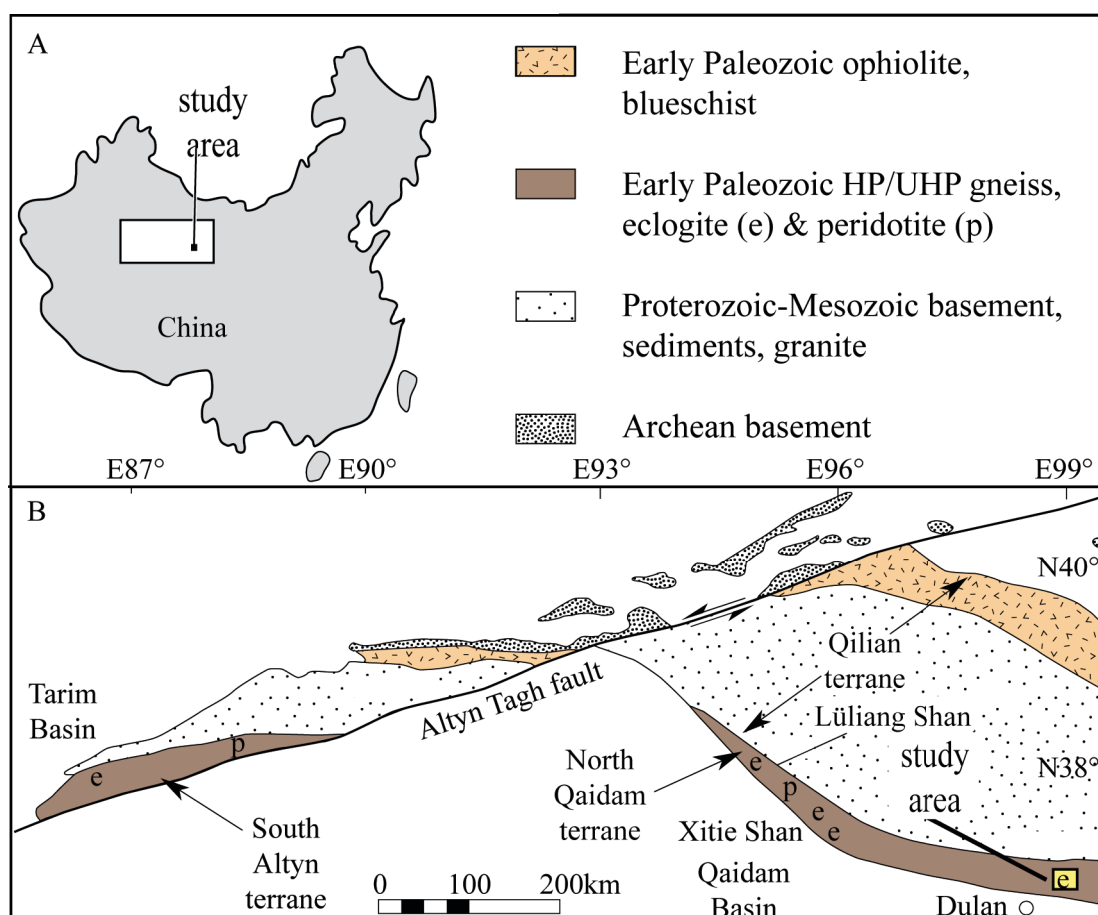 A
study
area
China
Early Paleozoic ophiolite,
blueschist
Early Paleozoic HP/UHP gneiss,
eclogite (e) & peridotite (p)
Proterozoic-Mesozoic basement,
sediments, granite
Archean basement
E87° E90° E93° E96° E99°
B
N40°
Qilian
terrane
Tarim
Basin
Altyn Tagh fault
Lüliang Shan
p
e
study
area
N38°
North
Qaidam
terrane
e
p
e
e
Xitie Shan
South
Altyn
terrane
Qaidam
Basin
e
0 100 200km
Dulan